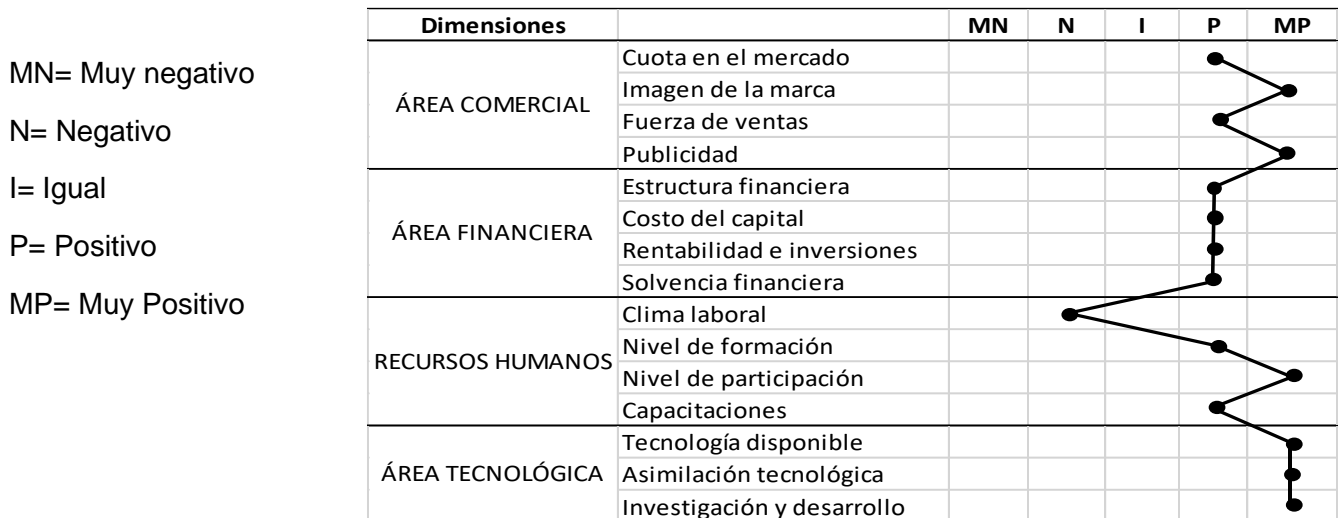 MN= Muy negativo
N= Negativo
I= Igual
P= Positivo
MP= Muy Positivo
Dimensiones MN N I P MP
ÁREA COMERCIAL
Cuota en el mercado
Imagen de la marca
Fuerza de ventas
Publicidad
ÁREA FINANCIERA
Estructura financiera
Costo del capital
Rentabilidad e inversiones
Solvencia financiera
RECURSOS HUMANOS
Clima laboral
Nivel de formación
Nivel de participación
Capacitaciones
ÁREA TECNOLÓGICA
Tecnología disponible
Asimilación tecnológica
Investigación y desarrollo